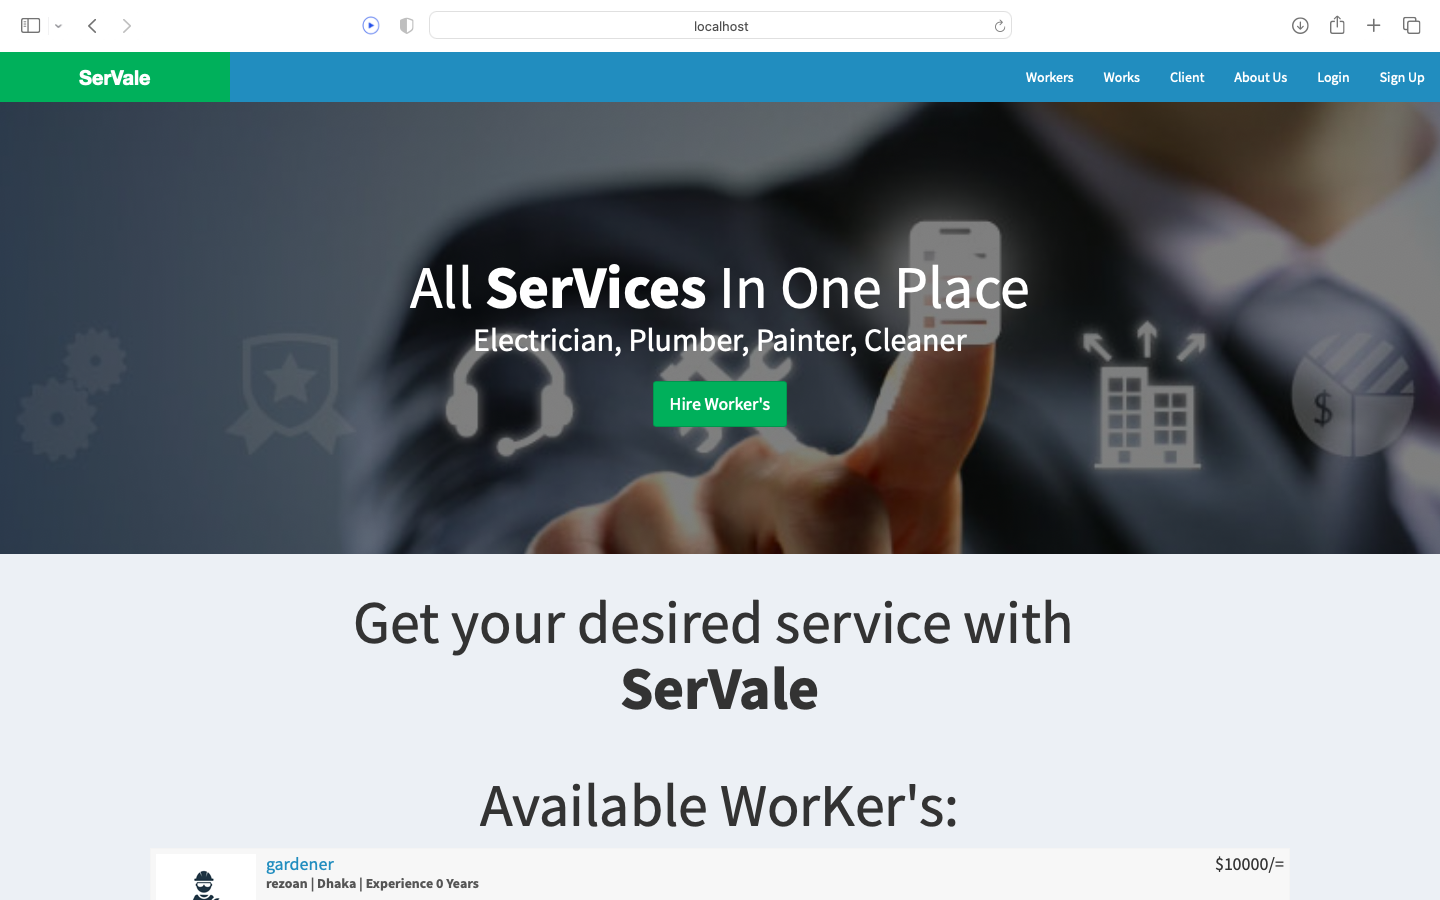 localhost
SerVale
Workers
Works
Client
About Us
Login
Sign Up
All SerVices In One Place
Electrician, Plumber, Painter, Cleaner
Hire Worker's
$
Get your desired service with
SerVale
Available WorKer's:
gardener
$10000/=
rezoan | Dhaka | Experience 0 Years